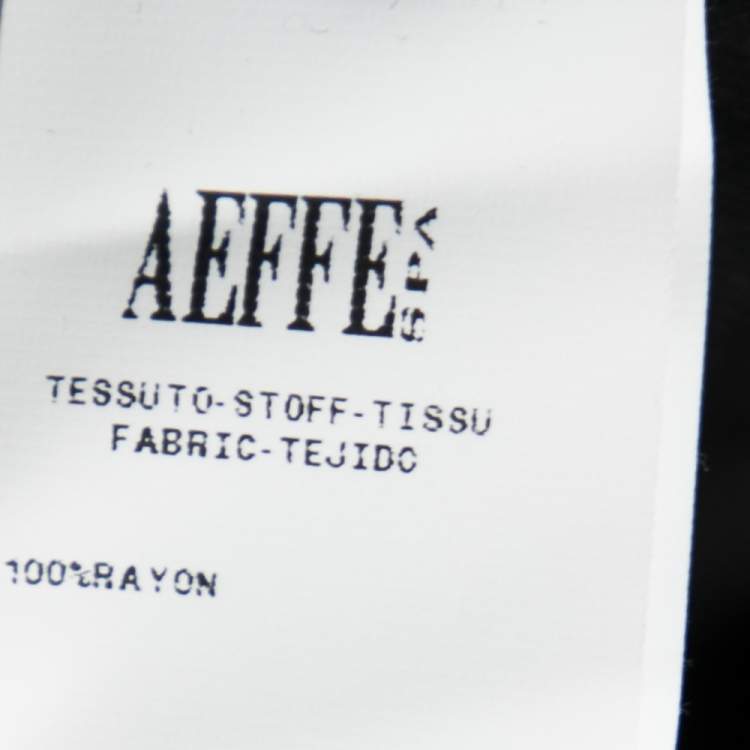 AEFFE SPA
TESSUTO-STOFF-TISSU
FABRIC-TEJIDO
100%RAYON